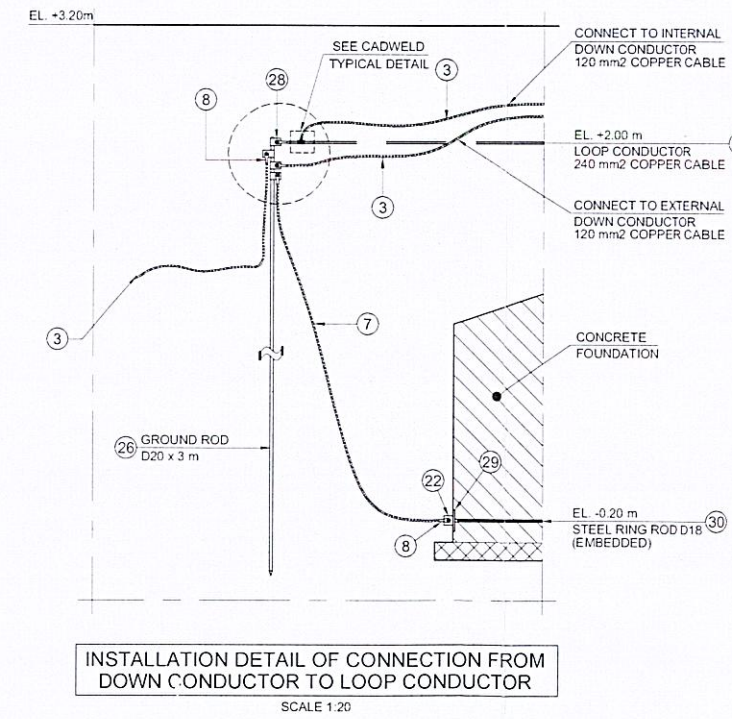 EL. +3.20m
SEE CADWELD
TYPICAL DETAIL
CONNECT TO INTERNAL
DOWN CONDUCTOR
120 mm2 COPPER CABLE
3
28
8
EL. +2.00 m
LOOP CONDUCTOR
240 mm2 COPPER CABLE
3
CONNECT TO EXTERNAL
DOWN CONDUCTOR
120 mm2 COPPER CABLE
3
7
CONCRETE
FOUNDATION
26
GROUND ROD
D20 x 3 m
22
29
8
EL. -0.20 m
STEEL RING ROD D18
(EMBEDDED)
30
INSTALLATION DETAIL OF CONNECTION FROM
DOWN CONDUCTOR TO LOOP CONDUCTOR
SCALE 1:20